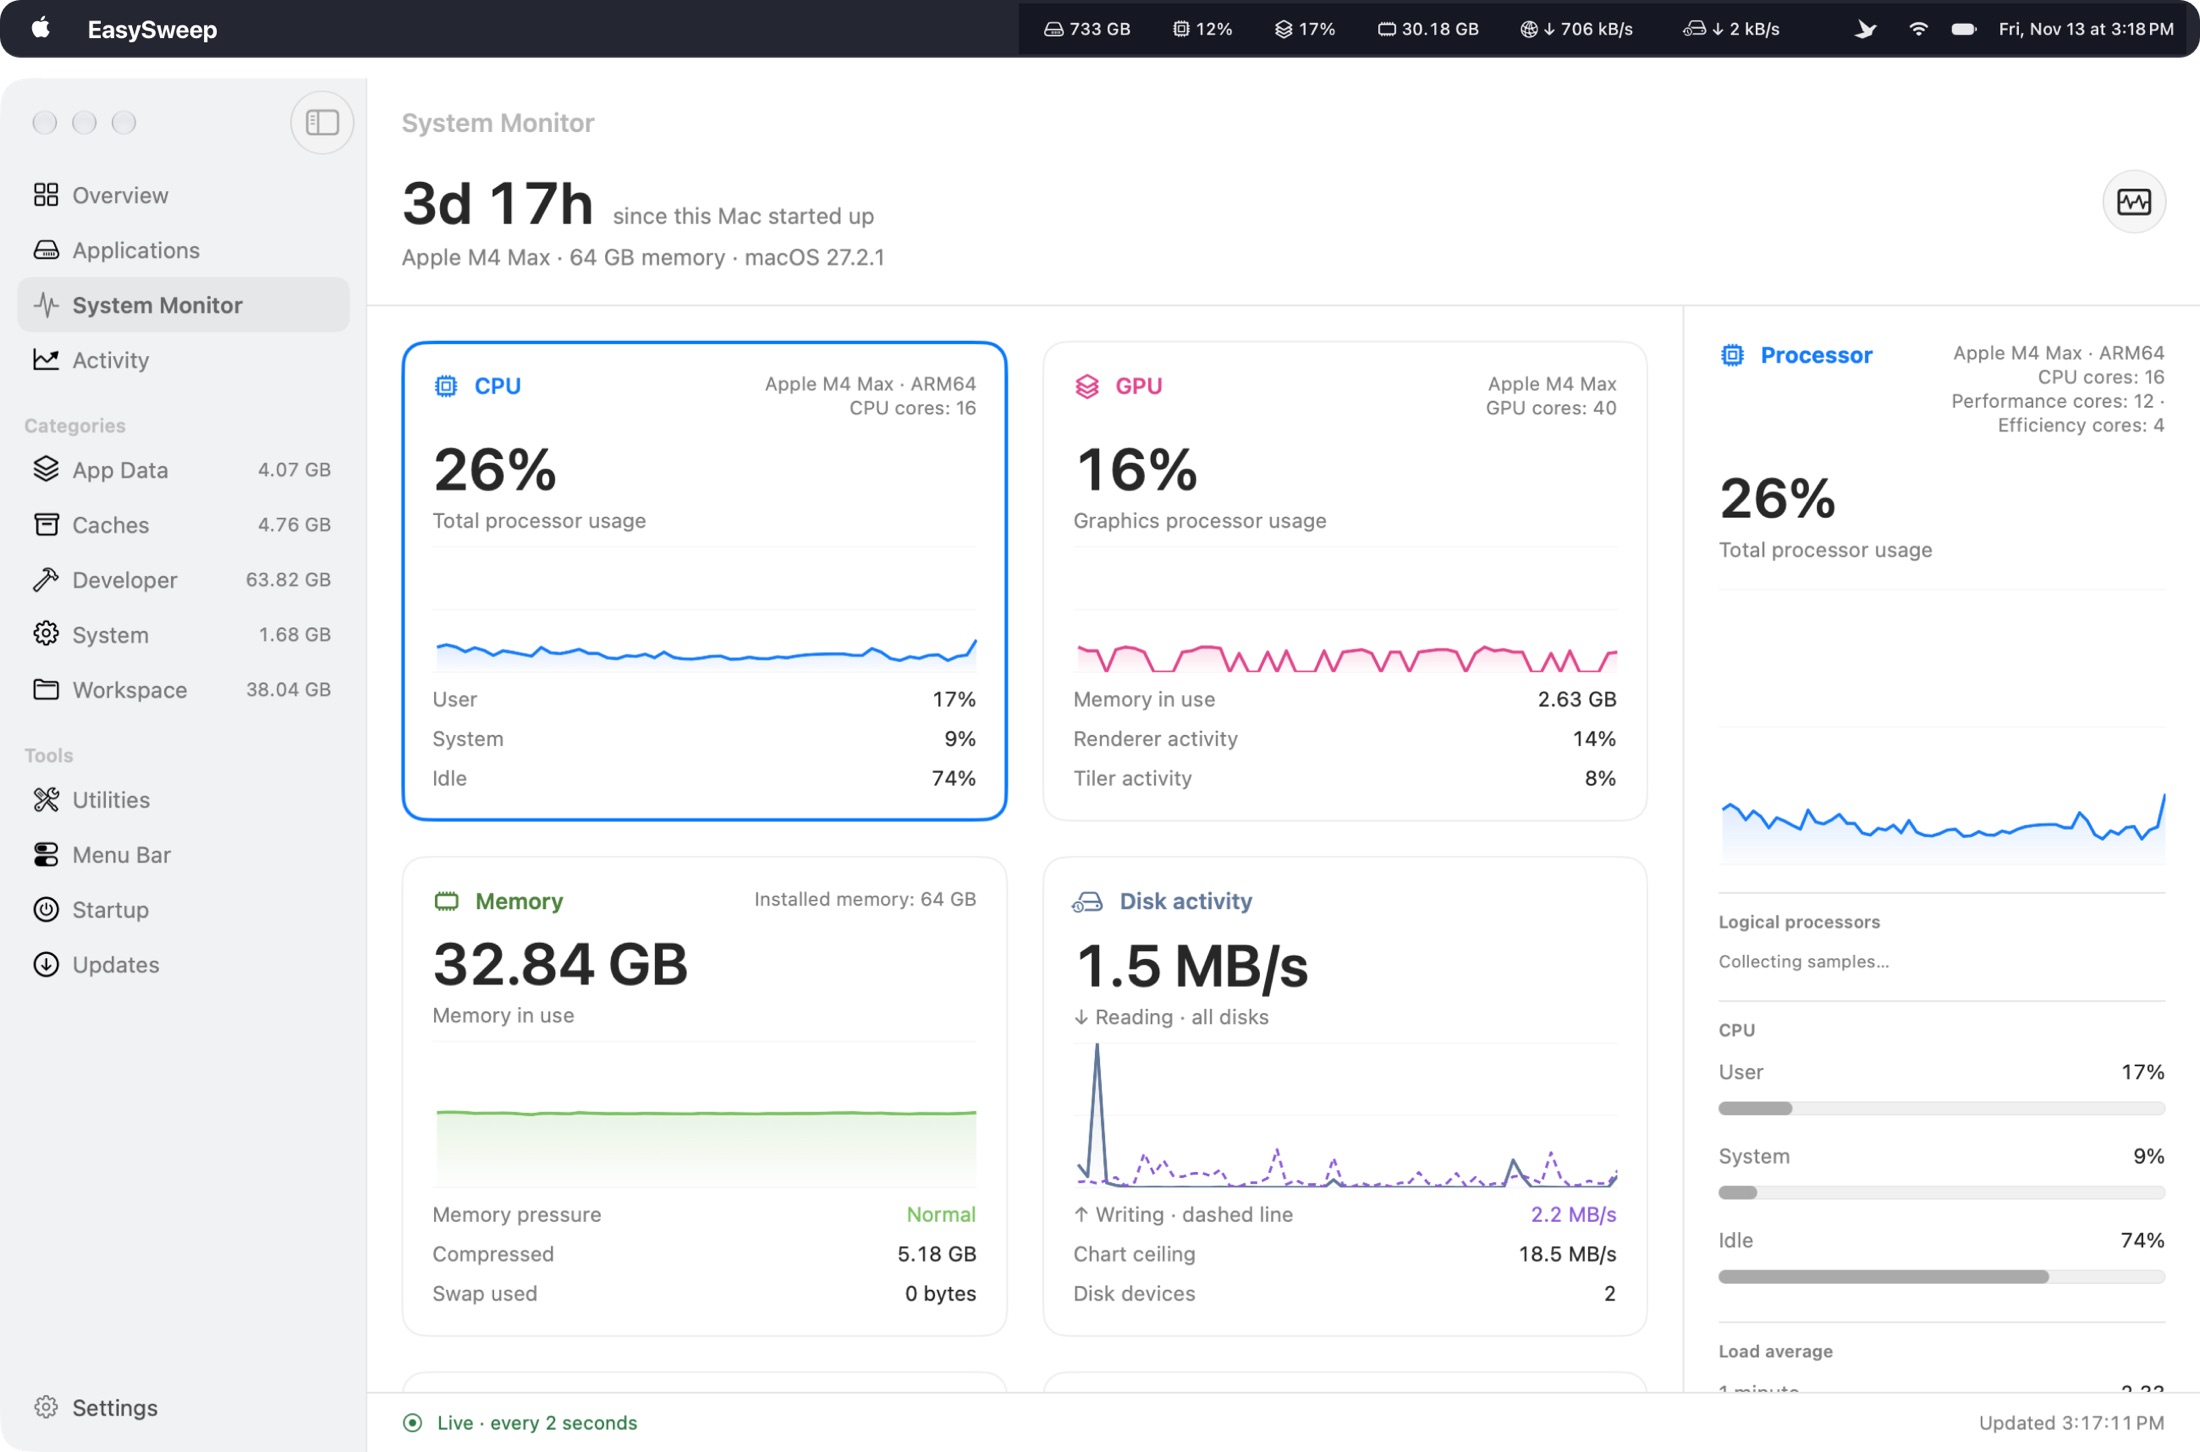 EasySweep
733 GB
12%
17%
30.18 GB
↓ 706 kB/s
↓ 2 kB/s
Fri, Nov 13 at 3:18 PM
Overview
Applications
System Monitor
Activity
Categories
App Data 4.07 GB
Caches 4.76 GB
Developer 63.82 GB
System 1.68 GB
Workspace 38.04 GB
Tools
Utilities
Menu Bar
Startup
Updates
Settings
System Monitor
3d 17h since this Mac started up
Apple M4 Max · 64 GB memory · macOS 27.2.1
CPU
Apple M4 Max · ARM64
CPU cores: 16
26%
Total processor usage
User 17%
System 9%
Idle 74%
GPU
Apple M4 Max
GPU cores: 40
16%
Graphics processor usage
Memory in use 2.63 GB
Renderer activity 14%
Tiler activity 8%
Memory
Installed memory: 64 GB
32.84 GB
Memory in use
Memory pressure Normal
Compressed 5.18 GB
Swap used 0 bytes
Disk activity
1.5 MB/s
↓ Reading · all disks
↑ Writing · dashed line 2.2 MB/s
Chart ceiling 18.5 MB/s
Disk devices 2
Processor
Apple M4 Max · ARM64
CPU cores: 16
Performance cores: 12 ·
Efficiency cores: 4
26%
Total processor usage
Logical processors
Collecting samples...
CPU
User 17%
System 9%
Idle 74%
Load average
1 minute
Live · every 2 seconds
Updated 3:17:11 PM